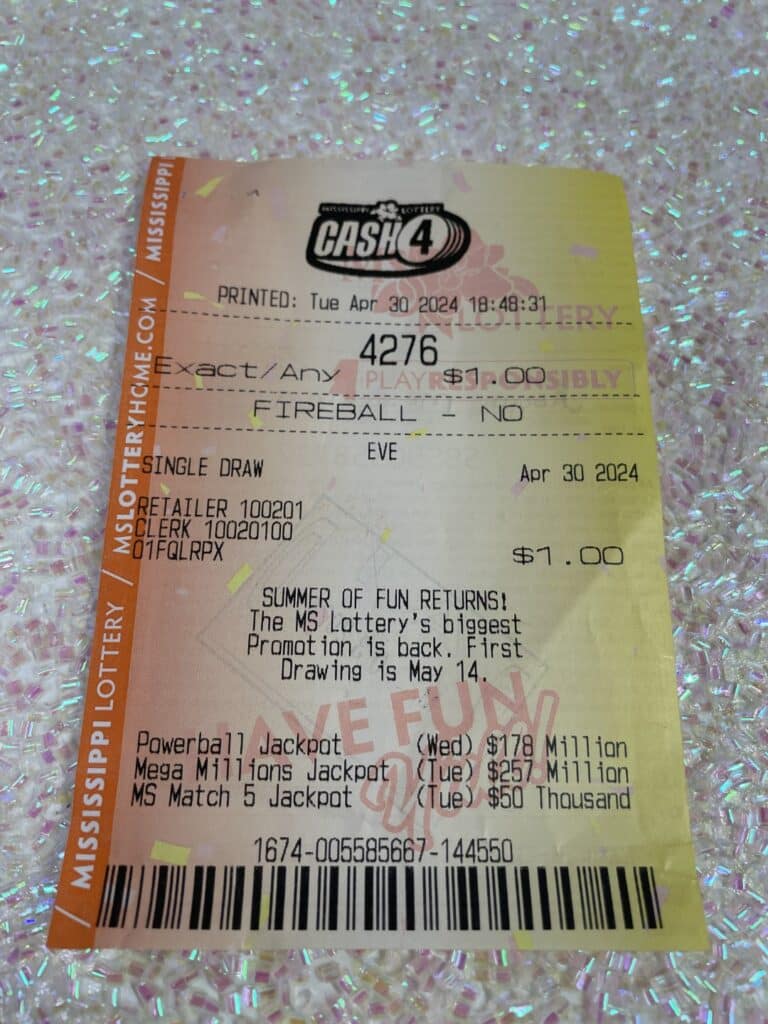 MISSISSIPPI LOTTERY
CASH 4
PRINTED: Tue Apr 30 2024 18:48:31
LOTTERY
4276
Exact/Any $1.00
PLAY RESPONSIBLY
FIREBALL - NO
EVE
SINGLE DRAW Apr 30 2024
RETAILER 100201
CLERK 10020100
01FQLRPX $1.00
SUMMER OF FUN RETURNS!
The MS Lottery's biggest
Promotion is back. First
Drawing is May 14.
HAVE FUN
Y'all!
Powerball Jackpot (Wed) $178 Million
Mega Millions Jackpot (Tue) $257 Million
MS Match 5 Jackpot (Tue) $50 Thousand
1674-005585667-144550
/ MISSISSIPPI LOTTERY / MSLOTTERYHOME.COM / MISSISSIPPI